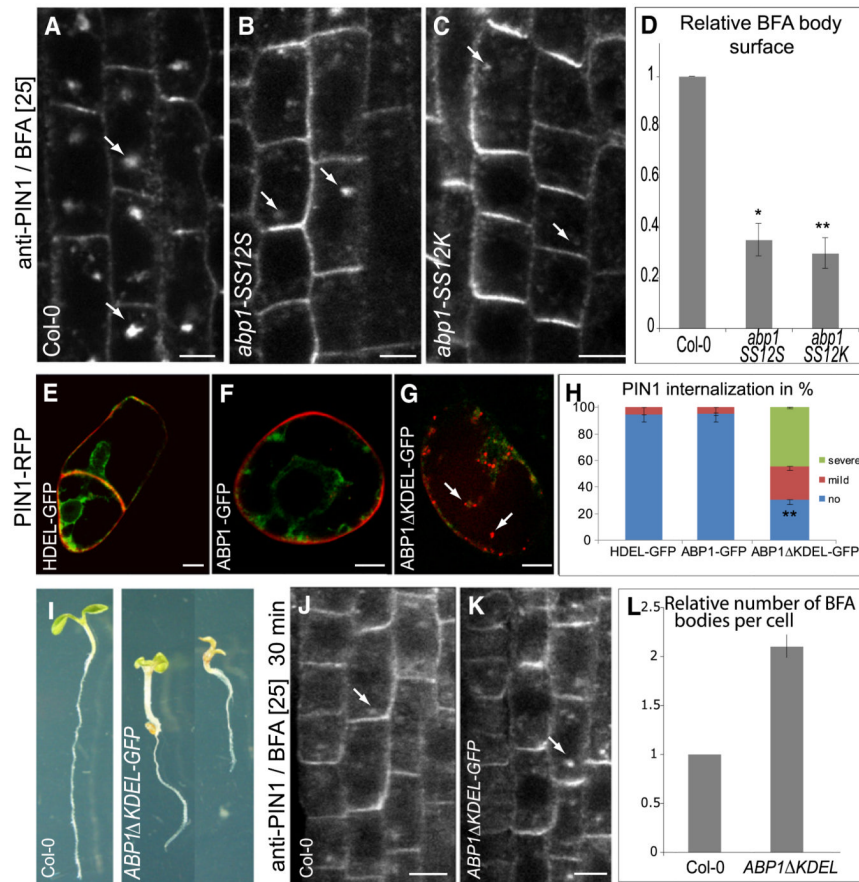 A
B
C
anti-PIN1 / BFA [25]
Col-0
abp1-SS12S
abp1-SS12K
D
Relative BFA body
surface
1
0.8
0.6
0.4
0.2
0
*
**
Col-0
abp1
SS12S
abp1
SS12K
E
F
G
PIN1-RFP
HDEL-GFP
ABP1-GFP
ABP1ΔKDEL-GFP
H
PIN1 internalization in %
100
80
60
40
20
0
**
severe
mild
no
HDEL-GFP
ABP1-GFP
ABP1ΔKDEL-GFP
I
Col-0
ABP1ΔKDEL-GFP
J
K
anti-PIN1 / BFA [25] 30 min
Col-0
ABP1ΔKDEL-GFP
L
Relative number of BFA
bodies per cell
2.5
2
1.5
1
0.5
0
Col-0
ABP1ΔKDEL